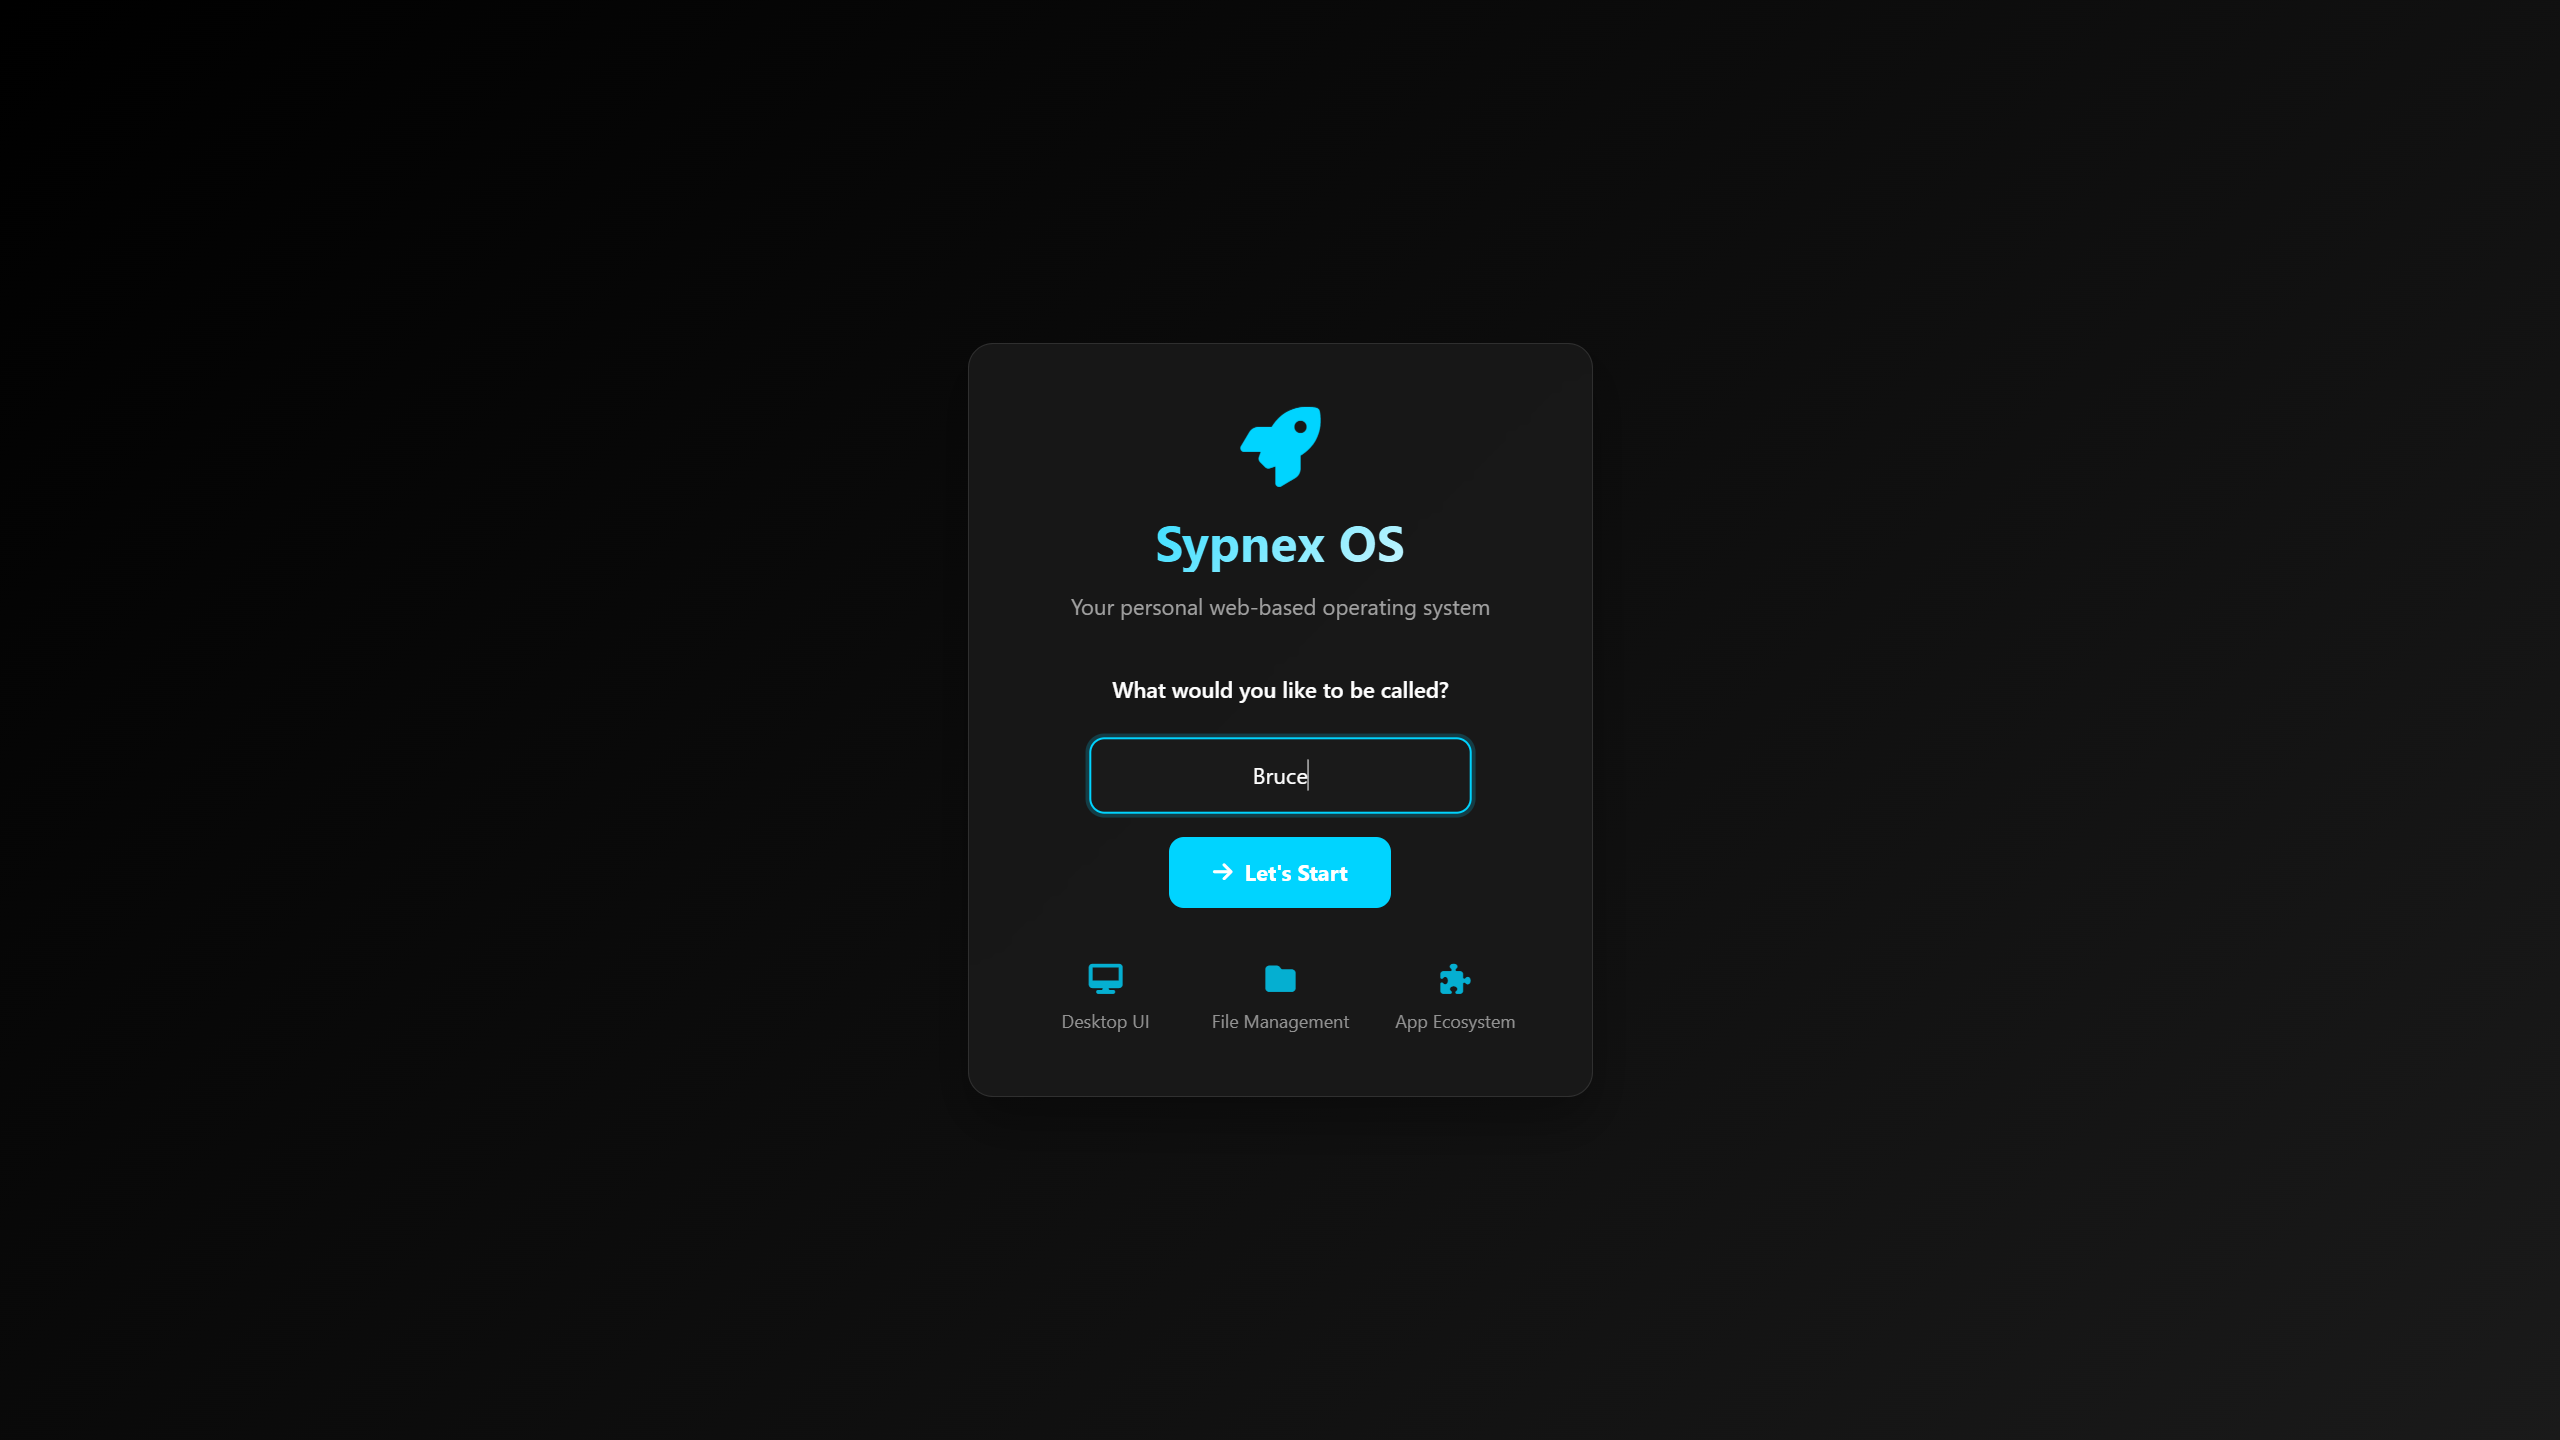 Sypnex OS
Your personal web-based operating system
What would you like to be called?
Bruce
Let's Start
Desktop UI
File Management
App Ecosystem